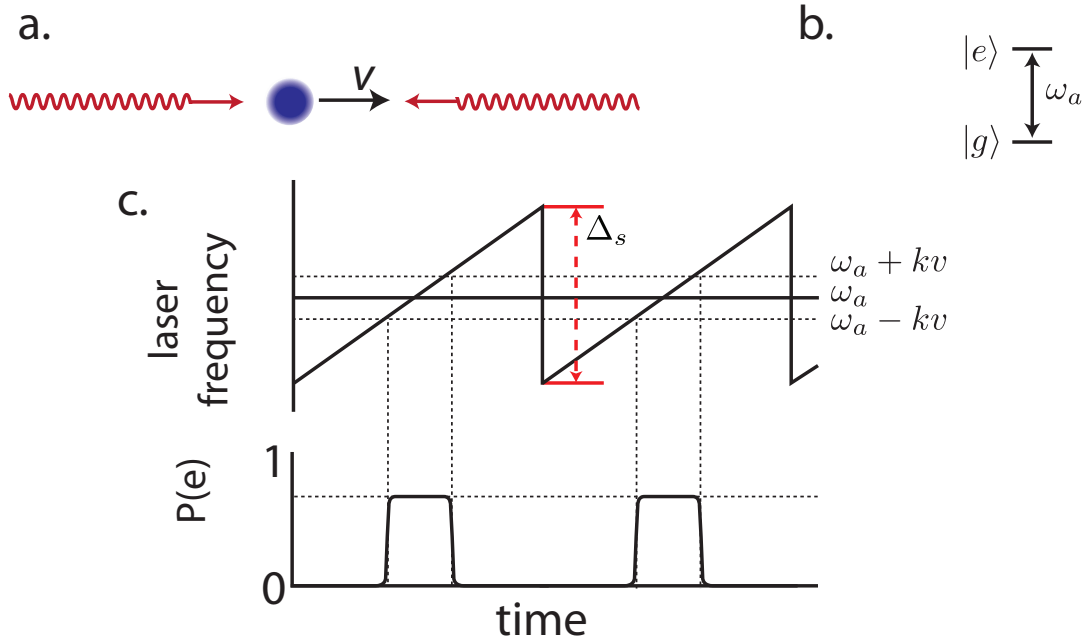 a.
b.
v
|e⟩
ω_a
|g⟩
c.
Δ_s
laser
frequency
ω_a + kv
ω_a
ω_a − kv
P(e)
1
0
time